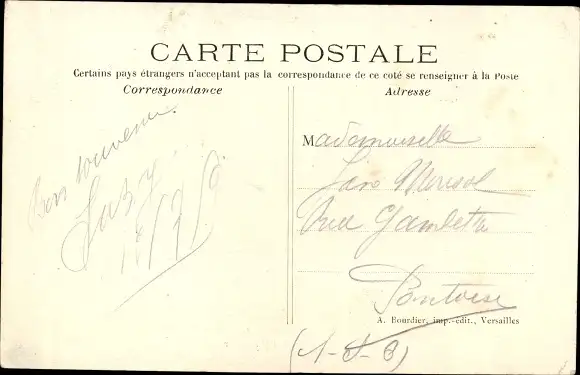 CARTE POSTALE
Certains pays étrangers n'acceptant pas la correspondance de ce coté se renseigner à la Poste
Correspondance
Adresse
Bon souvenir.
Mademoiselle
Rue Gambetta
Pontoise
A. Bourdier, imp.-édit., Versailles